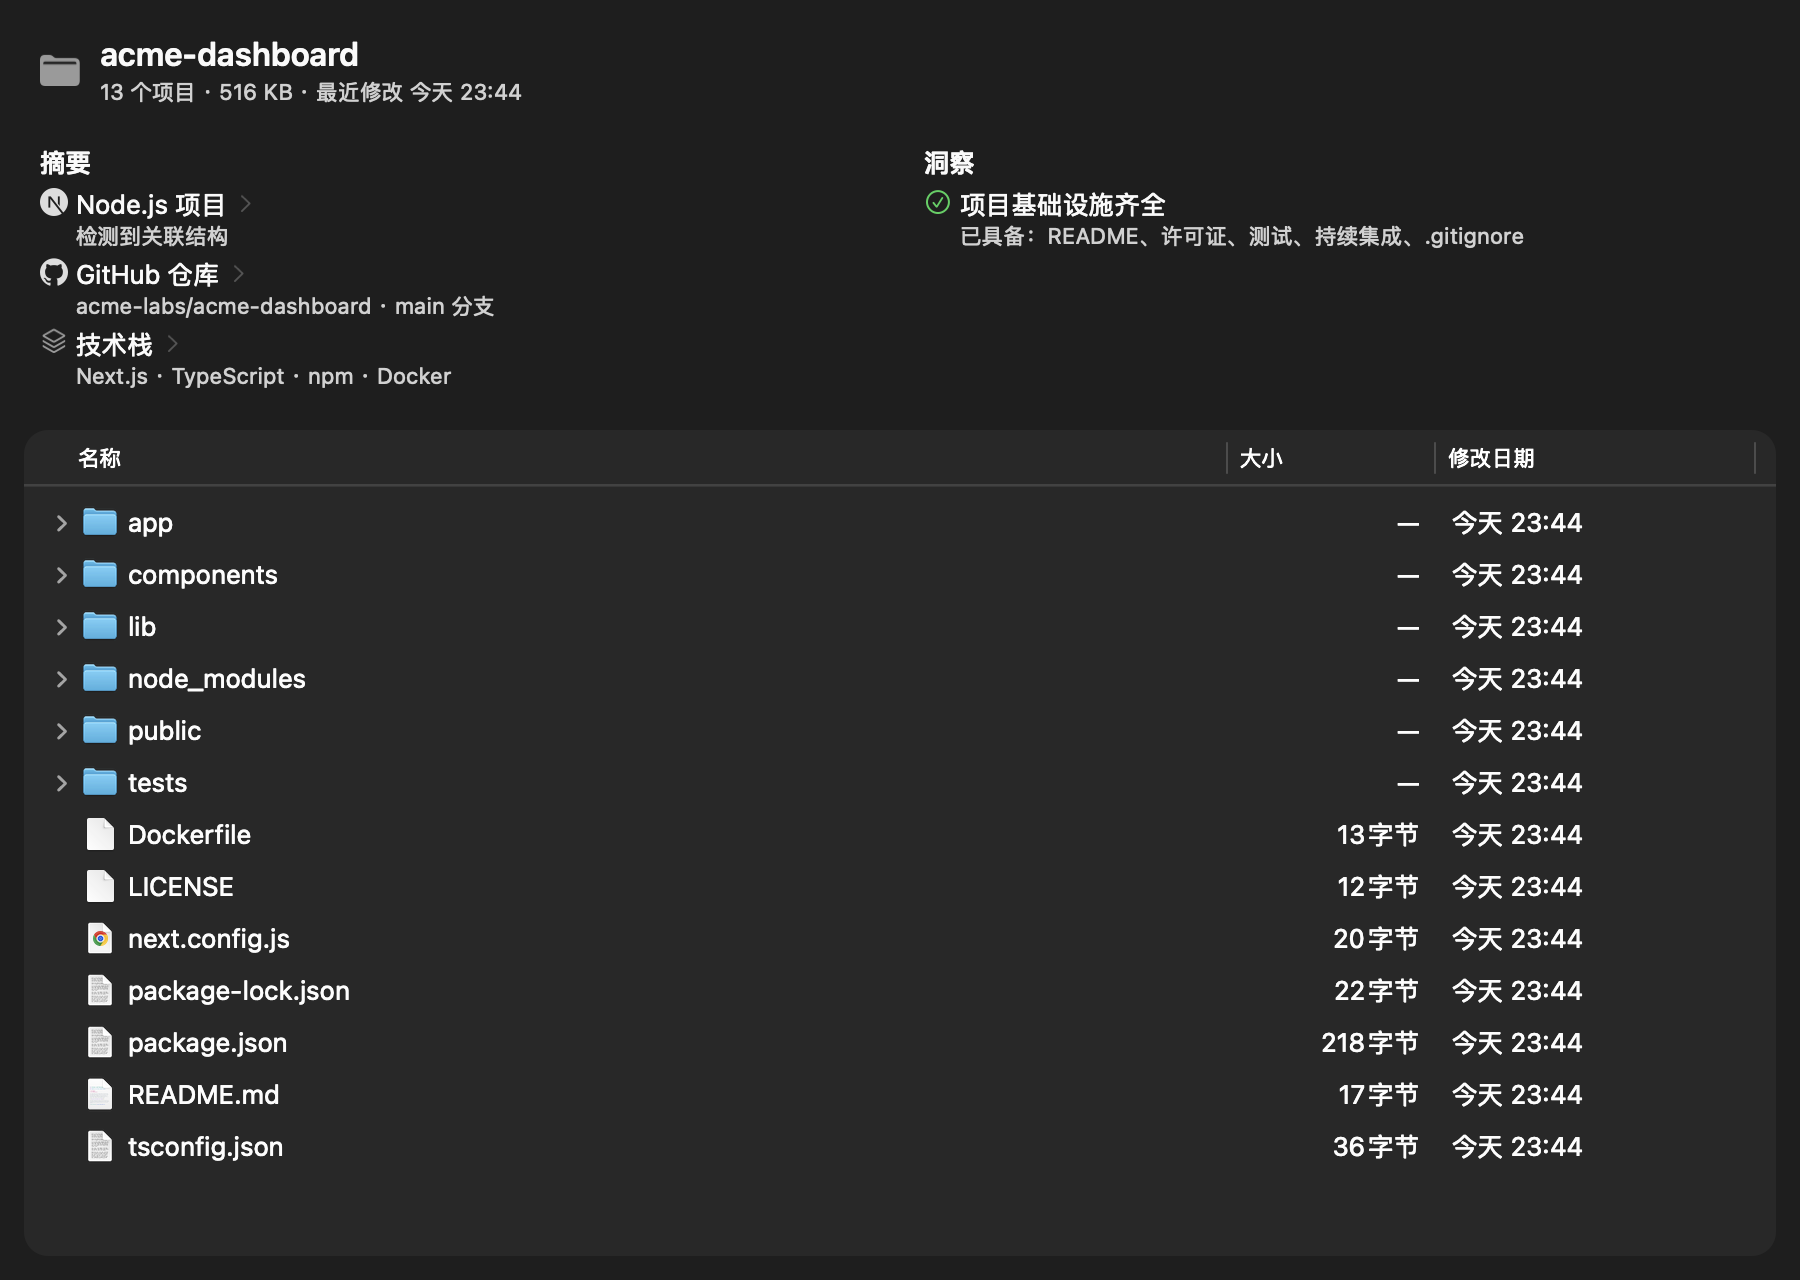 acme-dashboard
13 个项目 · 516 KB · 最近修改 今天 23:44
摘要
Node.js 项目
检测到关联结构
GitHub 仓库
acme-labs/acme-dashboard · main 分支
技术栈
Next.js · TypeScript · npm · Docker
洞察
项目基础设施齐全
已具备：README、许可证、测试、持续集成、.gitignore
名称 大小 修改日期
app — 今天 23:44
components — 今天 23:44
lib — 今天 23:44
node_modules — 今天 23:44
public — 今天 23:44
tests — 今天 23:44
Dockerfile 13字节 今天 23:44
LICENSE 12字节 今天 23:44
next.config.js 20字节 今天 23:44
package-lock.json 22字节 今天 23:44
package.json 218字节 今天 23:44
README.md 17字节 今天 23:44
tsconfig.json 36字节 今天 23:44